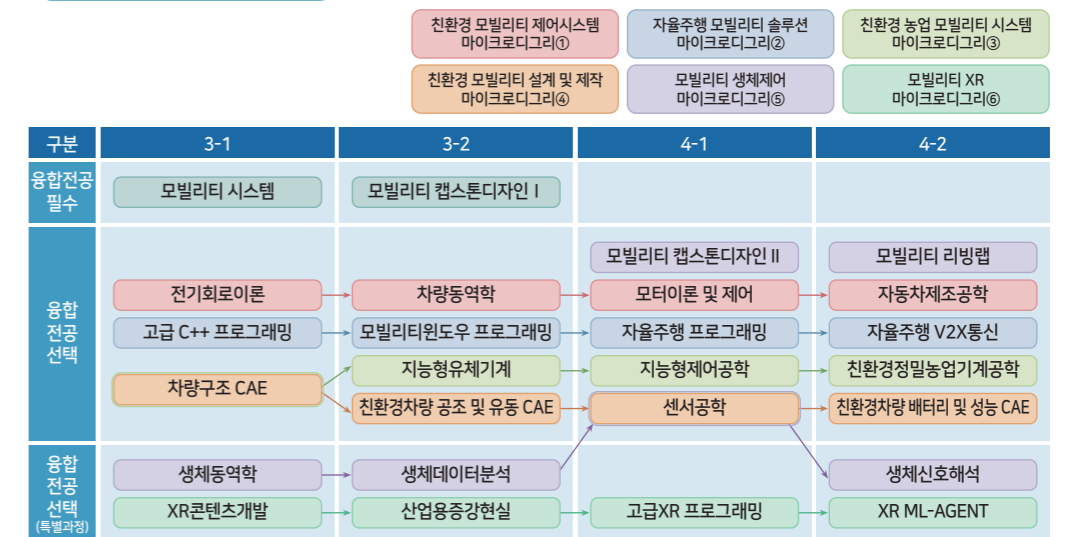 친환경 모빌리티 제어시스템
마이크로디그리①
자율주행 모빌리티 솔루션
마이크로디그리②
친환경 농업 모빌리티 시스템
마이크로디그리③
친환경 모빌리티 설계 및 제작
마이크로디그리④
모빌리티 생체제어
마이크로디그리⑤
모빌리티 XR
마이크로디그리⑥
구분
3-1
3-2
4-1
4-2
융합전공
필수
모빌리티 시스템
모빌리티 캡스톤디자인 Ⅰ
융합
전공
선택
모빌리티 캡스톤디자인 Ⅱ
모빌리티 리빙랩
전기회로이론
차량동역학
모터이론 및 제어
자동차제조공학
고급 C++ 프로그래밍
모빌리티윈도우 프로그래밍
자율주행 프로그래밍
자율주행 V2X통신
차량구조 CAE
지능형유체기계
지능형제어공학
친환경정밀농업기계공학
친환경차량 공조 및 유동 CAE
센서공학
친환경차량 배터리 및 성능 CAE
융합
전공
선택
(특별과정)
생체동역학
생체데이터분석
생체신호해석
XR콘텐츠개발
산업용증강현실
고급XR 프로그래밍
XR ML-AGENT